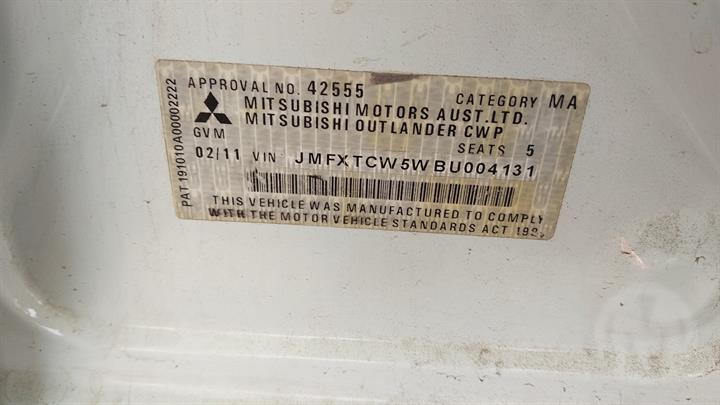 APPROVAL NO. 42555 CATEGORY MA
MITSUBISHI MOTORS AUST.LTD.
MITSUBISHI OUTLANDER CWP
GVM SEATS 5
02/11 VIN JMFXTCW5WBU004131
THIS VEHICLE WAS MANUFACTURED TO COMPLY
WITH THE MOTOR VEHICLE STANDARDS ACT
PAT 191010A00002222